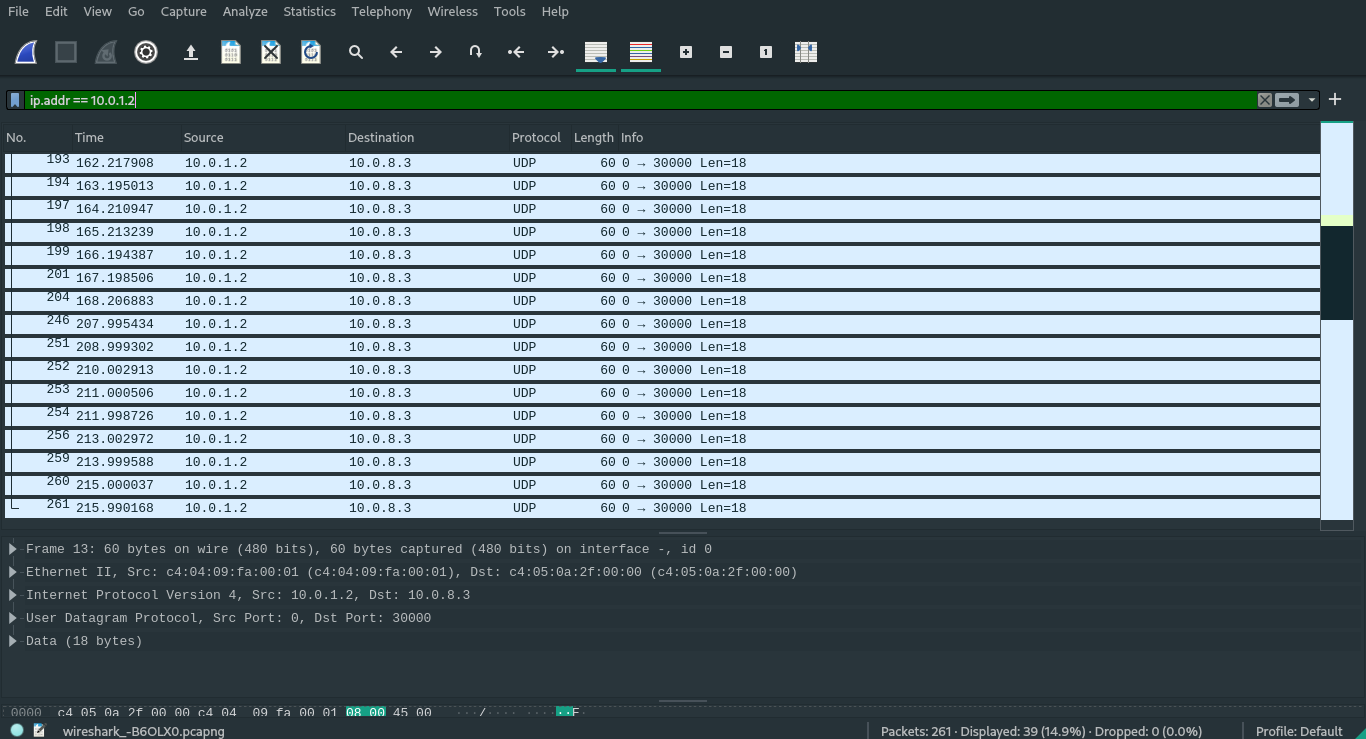 File Edit View Go Capture Analyze Statistics Telephony Wireless Tools Help
ip.addr == 10.0.1.2
No. Time Source Destination Protocol Length Info
193 162.217908 10.0.1.2 10.0.8.3 UDP 60 0 → 30000 Len=18
194 163.195013 10.0.1.2 10.0.8.3 UDP 60 0 → 30000 Len=18
197 164.210947 10.0.1.2 10.0.8.3 UDP 60 0 → 30000 Len=18
198 165.213239 10.0.1.2 10.0.8.3 UDP 60 0 → 30000 Len=18
199 166.194387 10.0.1.2 10.0.8.3 UDP 60 0 → 30000 Len=18
201 167.198506 10.0.1.2 10.0.8.3 UDP 60 0 → 30000 Len=18
204 168.206883 10.0.1.2 10.0.8.3 UDP 60 0 → 30000 Len=18
246 207.995434 10.0.1.2 10.0.8.3 UDP 60 0 → 30000 Len=18
251 208.999302 10.0.1.2 10.0.8.3 UDP 60 0 → 30000 Len=18
252 210.002913 10.0.1.2 10.0.8.3 UDP 60 0 → 30000 Len=18
253 211.000506 10.0.1.2 10.0.8.3 UDP 60 0 → 30000 Len=18
254 211.998726 10.0.1.2 10.0.8.3 UDP 60 0 → 30000 Len=18
256 213.002972 10.0.1.2 10.0.8.3 UDP 60 0 → 30000 Len=18
259 213.999588 10.0.1.2 10.0.8.3 UDP 60 0 → 30000 Len=18
260 215.000037 10.0.1.2 10.0.8.3 UDP 60 0 → 30000 Len=18
261 215.990168 10.0.1.2 10.0.8.3 UDP 60 0 → 30000 Len=18
Frame 13: 60 bytes on wire (480 bits), 60 bytes captured (480 bits) on interface -, id 0
Ethernet II, Src: c4:04:09:fa:00:01 (c4:04:09:fa:00:01), Dst: c4:05:0a:2f:00:00 (c4:05:0a:2f:00:00)
Internet Protocol Version 4, Src: 10.0.1.2, Dst: 10.0.8.3
User Datagram Protocol, Src Port: 0, Dst Port: 30000
Data (18 bytes)
0000 c4 05 0a 2f 00 00 c4 04 09 fa 00 01 08 00 45 00 ···/···· ······E·
wireshark_-B6OLX0.pcapng Packets: 261 · Displayed: 39 (14.9%) · Dropped: 0 (0.0%) Profile: Default